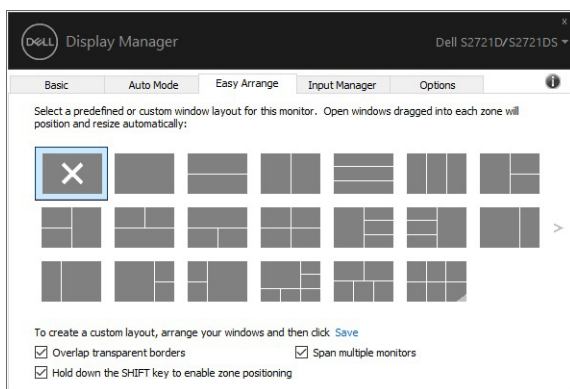 x
DELL Display Manager
Dell S2721D/S2721DS
Basic
Auto Mode
Easy Arrange
Input Manager
Options
i
Select a predefined or custom window layout for this monitor. Open windows dragged into each zone will
position and resize automatically:
>
To create a custom layout, arrange your windows and then click Save
Overlap transparent borders
Span multiple monitors
Hold down the SHIFT key to enable zone positioning